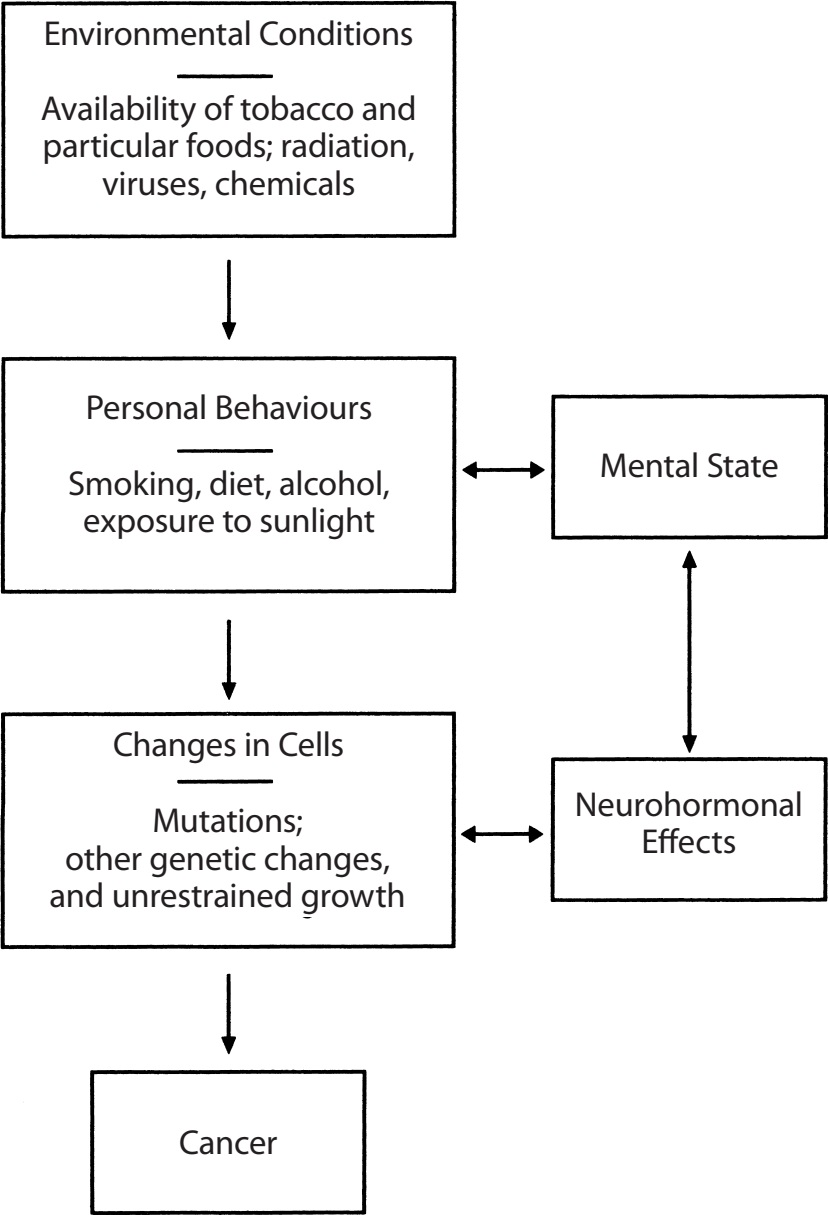 Environmental Conditions
Availability of tobacco and
particular foods; radiation,
viruses, chemicals
Personal Behaviours
Smoking, diet, alcohol,
exposure to sunlight
Mental State
Changes in Cells
Mutations;
other genetic changes,
and unrestrained growth
Neurohormonal
Effects
Cancer